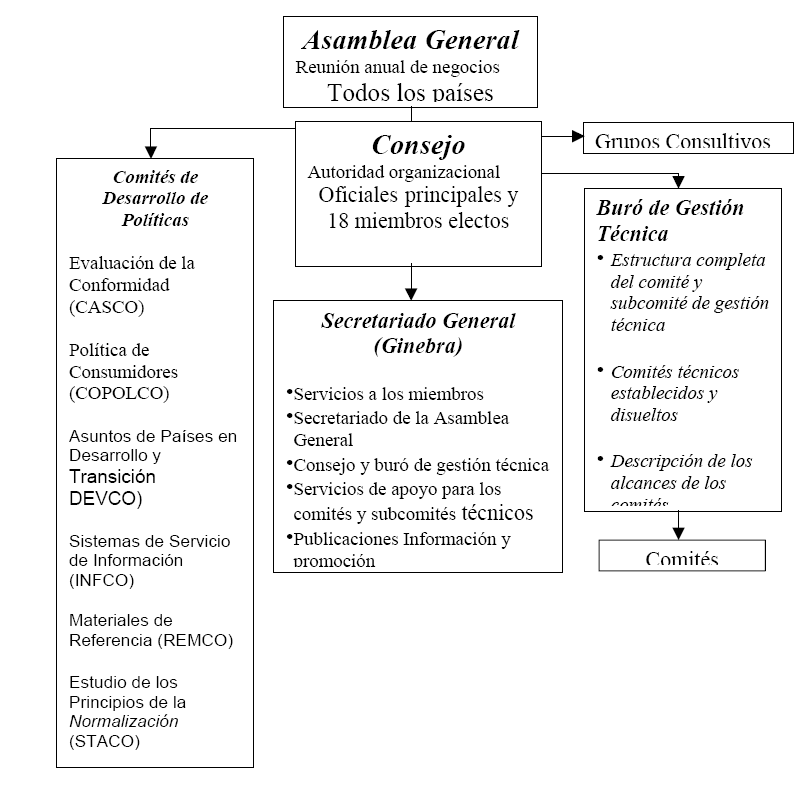 Asamblea General
Reunión anual de negocios
Todos los países
Consejo
Autoridad organizacional
Oficiales principales y
18 miembros electos
Grupos Consultivos
Comités de
Desarrollo de
Políticas
Evaluación de la
Conformidad
(CASCO)
Política de
Consumidores
(COPOLCO)
Asuntos de Países en
Desarrollo y
Transición
DEVCO)
Sistemas de Servicio
de Información
(INFCO)
Materiales de
Referencia (REMCO)
Estudio de los
Principios de la
Normalización
(STACO)
Secretariado General
(Ginebra)
•Servicios a los miembros
•Secretariado de la Asamblea
General
•Consejo y buró de gestión técnica
•Servicios de apoyo para los
comités y subcomités técnicos
•Publicaciones Información y
promoción
Buró de Gestión
Técnica
• Estructura completa
del comité y
subcomité de gestión
técnica
• Comités técnicos
establecidos y
disueltos
• Descripción de los
alcances de los
comités
Comités